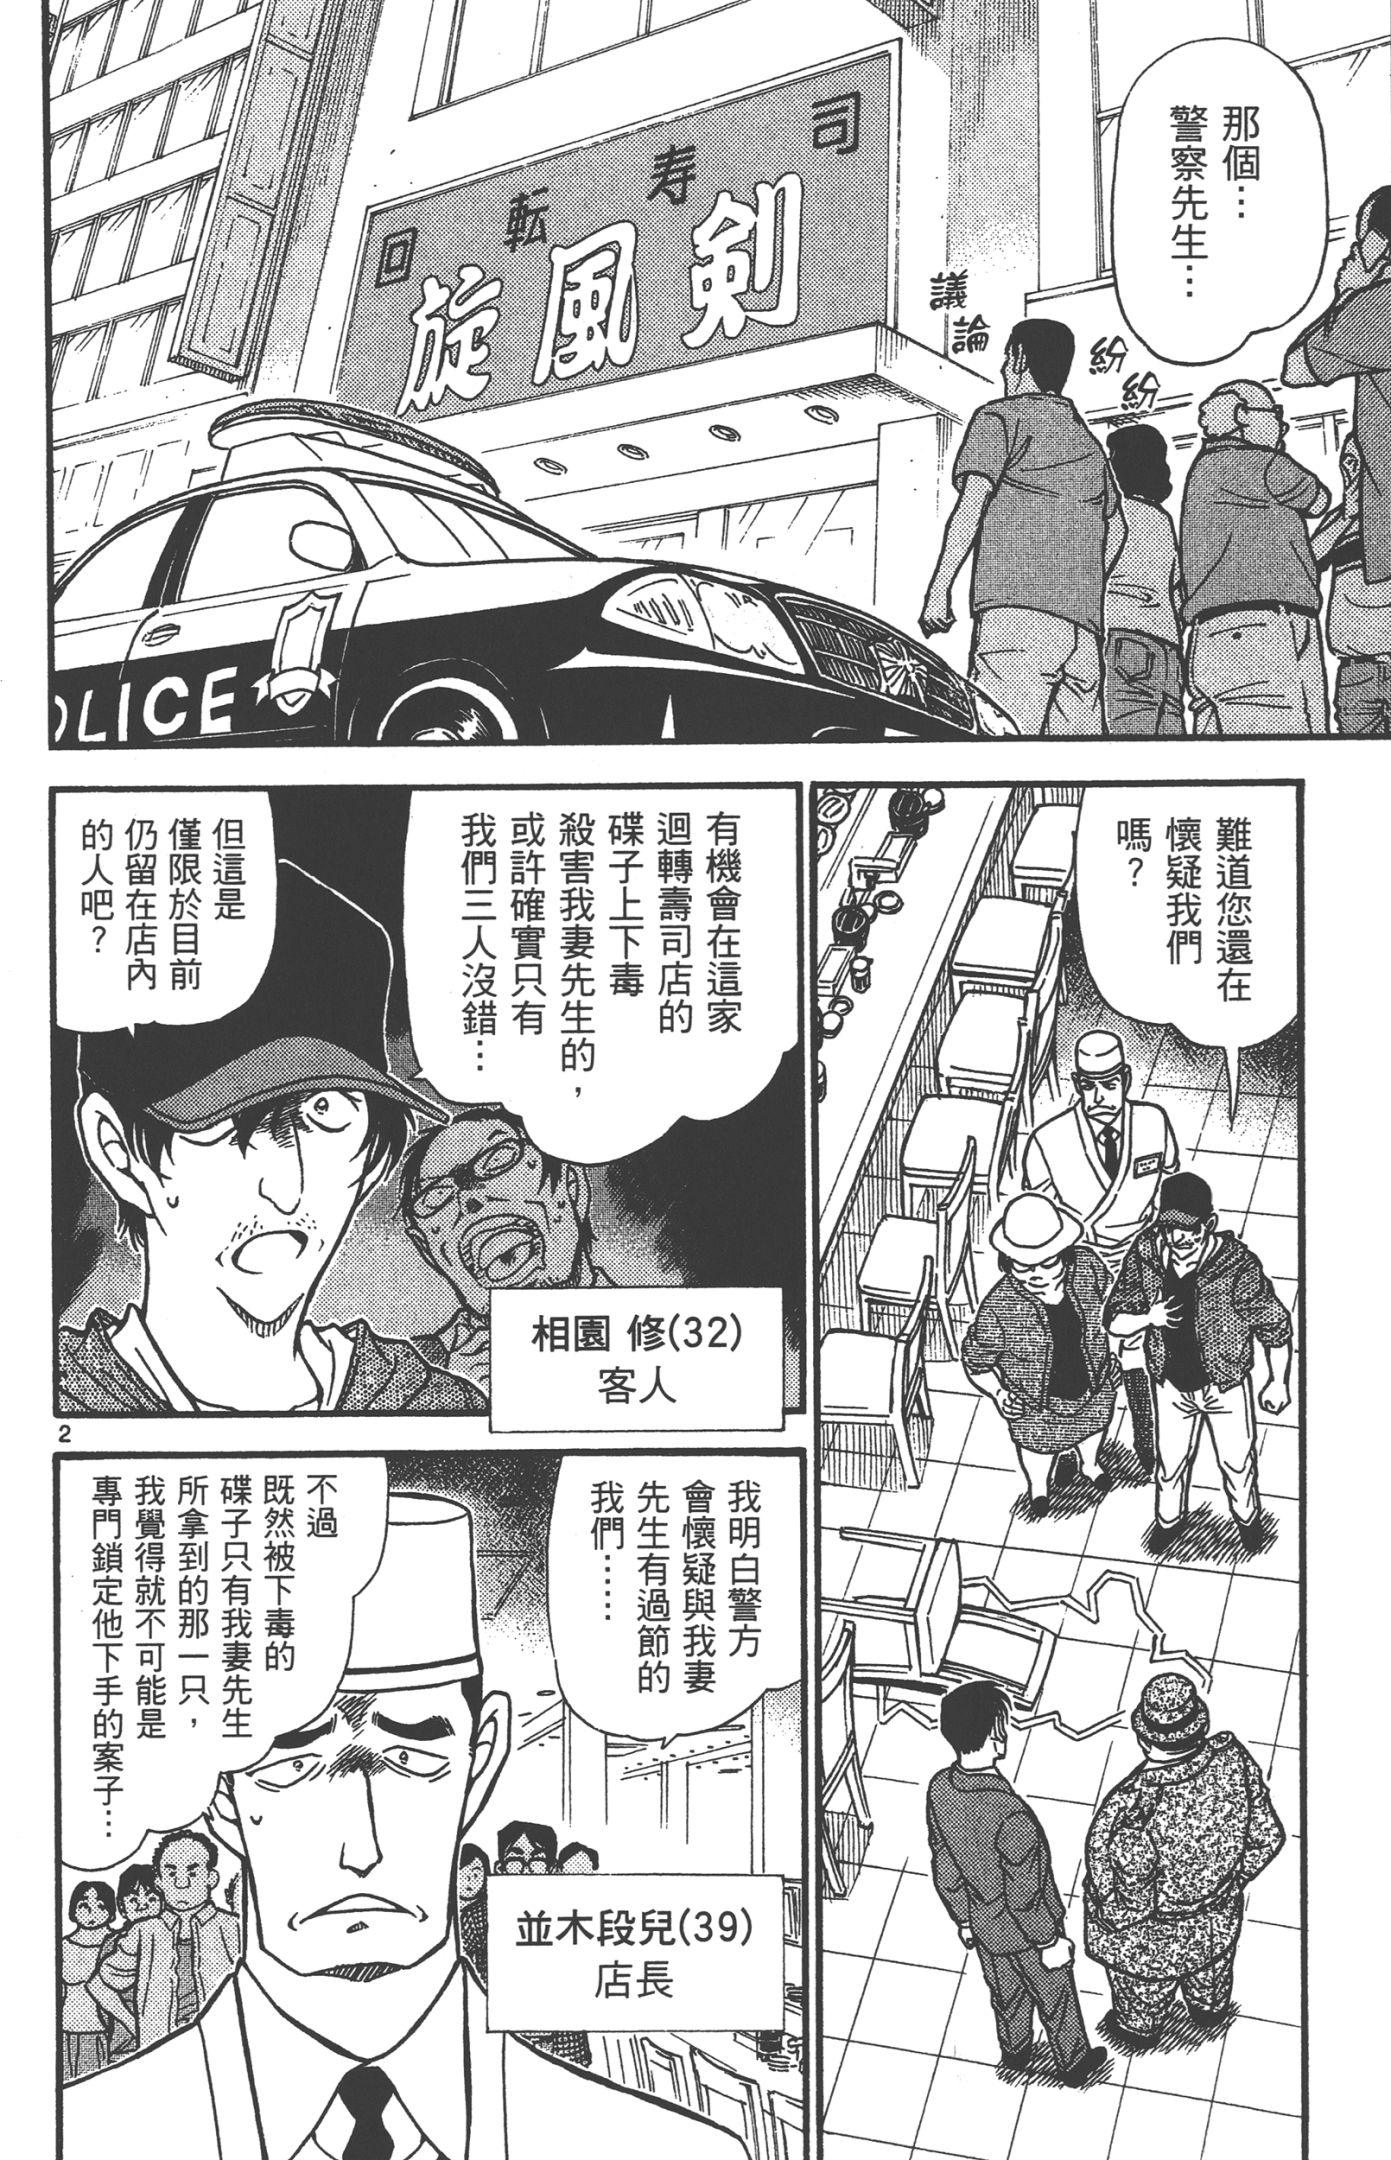 那個…
警察先生…
回転寿司
旋風剣
議論
紛紛
POLICE
難道您還在
懷疑我們
嗎?
有機會在這家
迴轉壽司店的
碟子上下毒
殺害我妻先生的，
或許確實只有
我們三人沒錯…
但這是
僅限於目前
仍留在店內
的人吧?
相園 修(32)
客人
2
我明白警方
會懷疑與我妻
先生有過節的
我們……
不過
既然被下毒的
碟子只有我妻先生
所拿到的那一只，
我覺得就不可能是
專門鎖定他下手的案子…
並木段兒(39)
店長